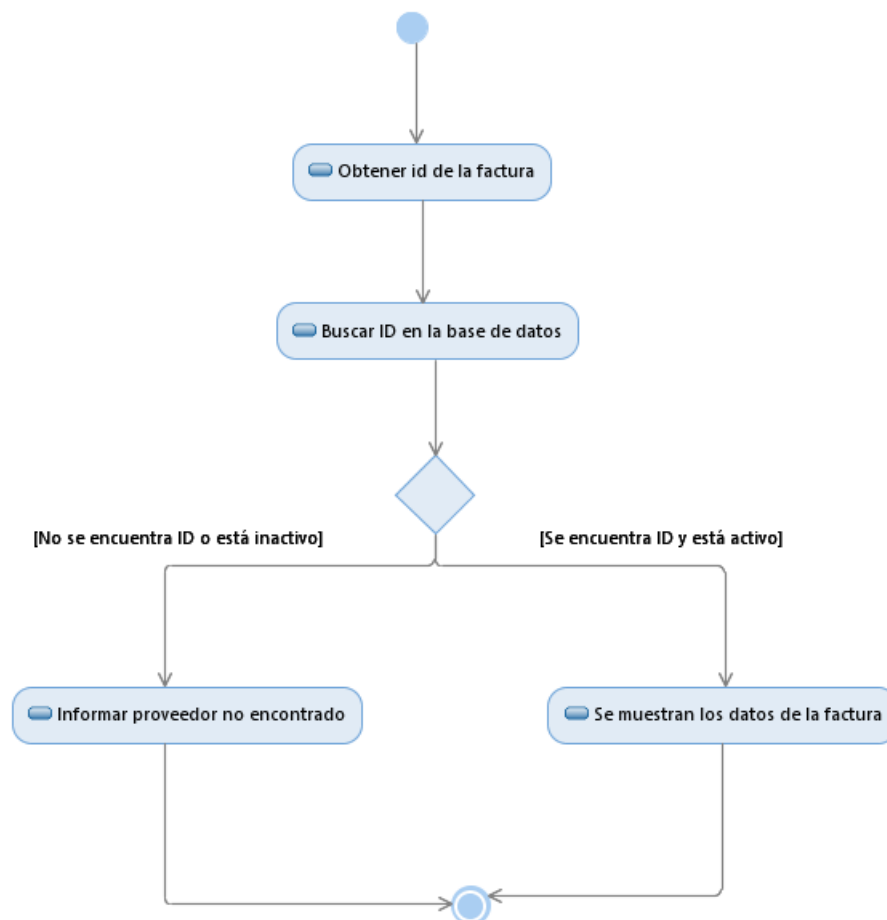 Obtener id de la factura
Buscar ID en la base de datos
[No se encuentra ID o está inactivo]
[Se encuentra ID y está activo]
Informar proveedor no encontrado
Se muestran los datos de la factura